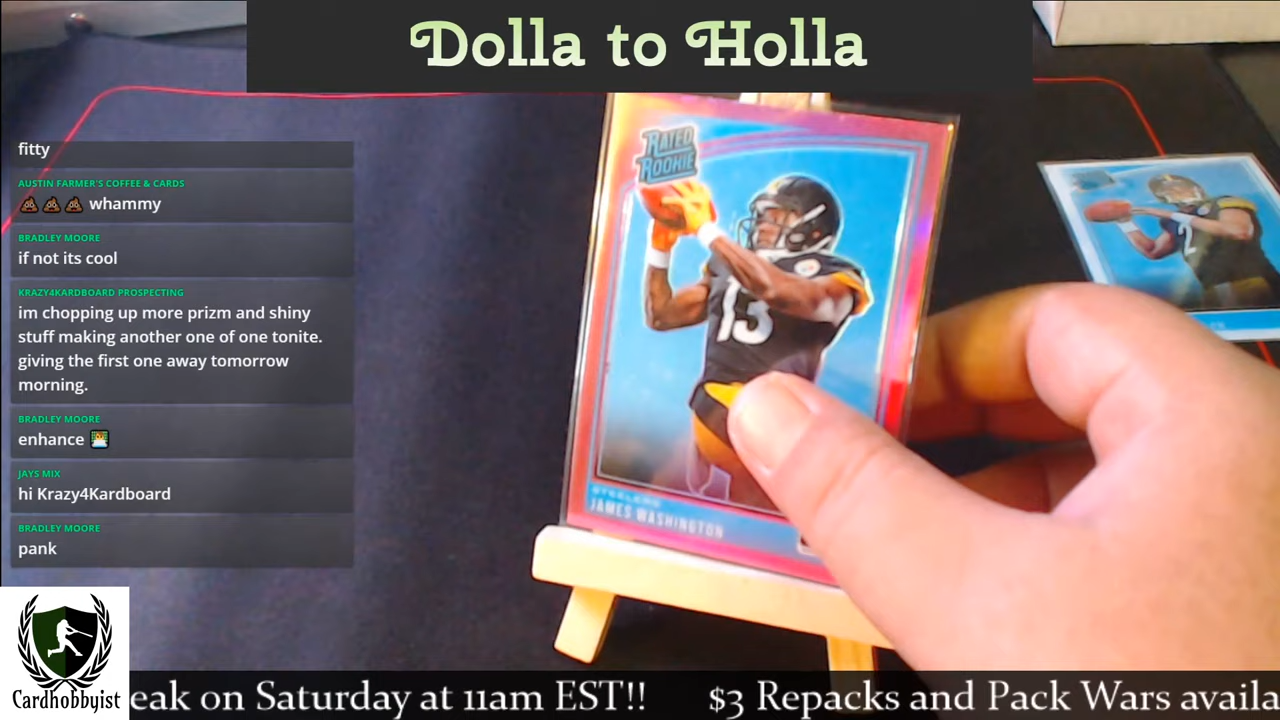 Dolla to Holla
fitty
AUSTIN FARMER'S COFFEE & CARDS
💩 💩 💩 whammy
BRADLEY MOORE
if not its cool
KRAZY4KARDBOARD PROSPECTING
im chopping up more prizm and shiny
stuff making another one of one tonite.
giving the first one away tomorrow
morning.
BRADLEY MOORE
enhance
JAYS MIX
hi Krazy4Kardboard
BRADLEY MOORE
pank
RATED
ROOKIE
13
STEELERS
JAMES WASHINGTON
2
Cardhobbyist
eak on Saturday at 11am EST!! $3 Repacks and Pack Wars availa